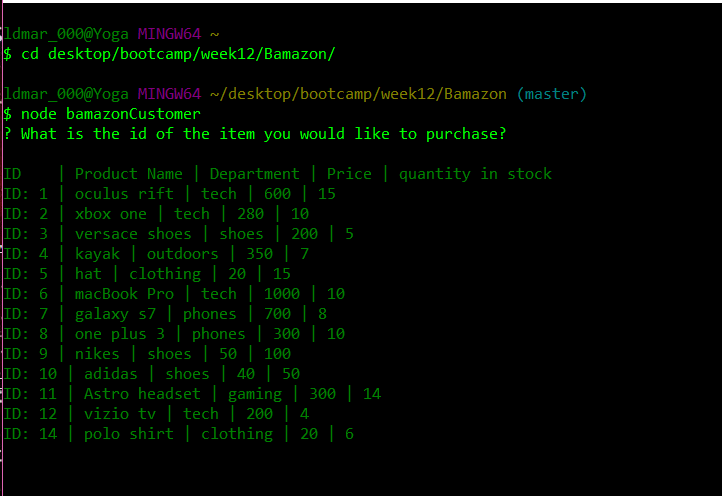 ldmar_000@Yoga MINGW64 ~
$ cd desktop/bootcamp/week12/Bamazon/
ldmar_000@Yoga MINGW64 ~/desktop/bootcamp/week12/Bamazon (master)
$ node bamazonCustomer
? What is the id of the item you would like to purchase?
ID    | Product Name | Department | Price | quantity in stock
ID: 1 | oculus rift | tech | 600 | 15
ID: 2 | xbox one | tech | 280 | 10
ID: 3 | versace shoes | shoes | 200 | 5
ID: 4 | kayak | outdoors | 350 | 7
ID: 5 | hat | clothing | 20 | 15
ID: 6 | macBook Pro | tech | 1000 | 10
ID: 7 | galaxy s7 | phones | 700 | 8
ID: 8 | one plus 3 | phones | 300 | 10
ID: 9 | nikes | shoes | 50 | 100
ID: 10 | adidas | shoes | 40 | 50
ID: 11 | Astro headset | gaming | 300 | 14
ID: 12 | vizio tv | tech | 200 | 4
ID: 14 | polo shirt | clothing | 20 | 6